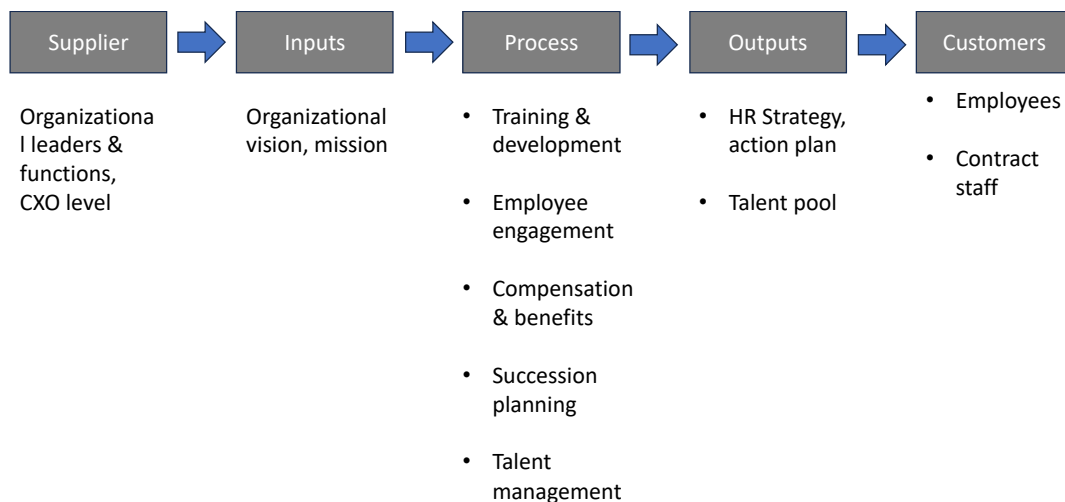 Supplier
Inputs
Process
Outputs
Customers
Organizationa
l leaders &
functions,
CXO level
Organizational
vision, mission
• Training &
development
• Employee
engagement
• Compensation
& benefits
• Succession
planning
• Talent
management
• HR Strategy,
action plan
• Talent pool
• Employees
• Contract
staff